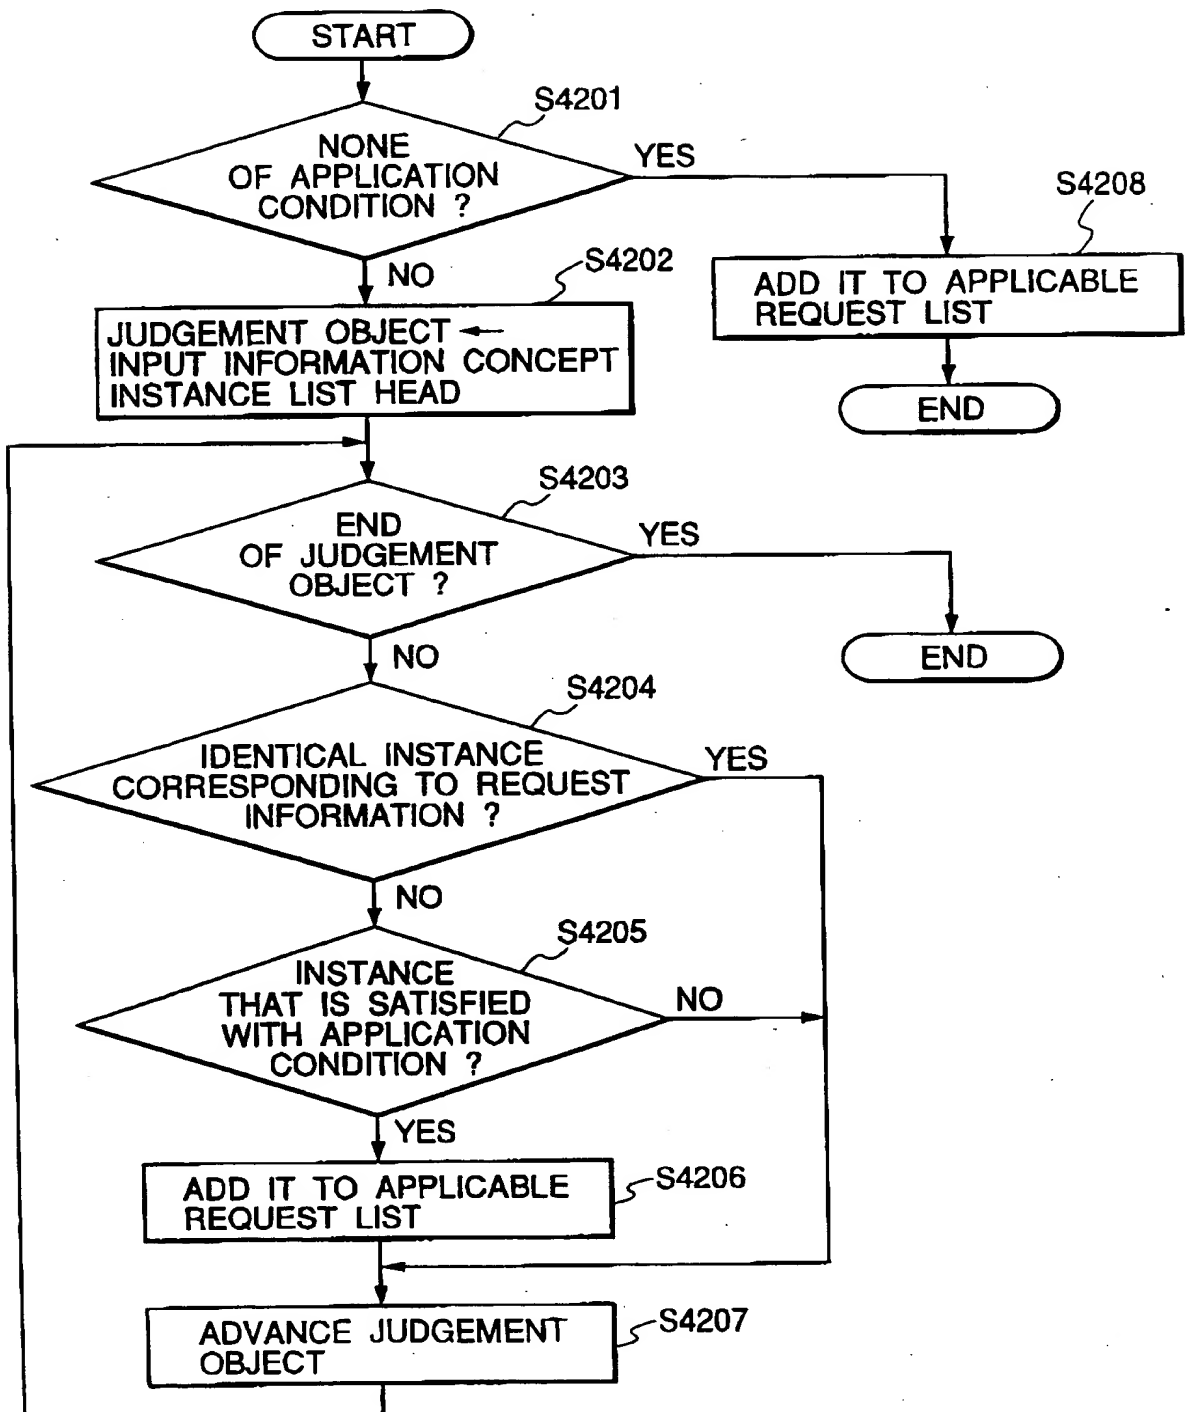 START
S4201
NONE
OF APPLICATION
CONDITION ?
YES
S4208
NO
S4202
ADD IT TO APPLICABLE
REQUEST LIST
JUDGEMENT OBJECT ←
INPUT INFORMATION CONCEPT
INSTANCE LIST HEAD
END
S4203
END
OF JUDGEMENT
OBJECT ?
YES
NO
END
S4204
IDENTICAL INSTANCE
CORRESPONDING TO REQUEST
INFORMATION ?
YES
NO
S4205
INSTANCE
THAT IS SATISFIED
WITH APPLICATION
CONDITION ?
NO
YES
ADD IT TO APPLICABLE
REQUEST LIST
S4206
ADVANCE JUDGEMENT
OBJECT
S4207